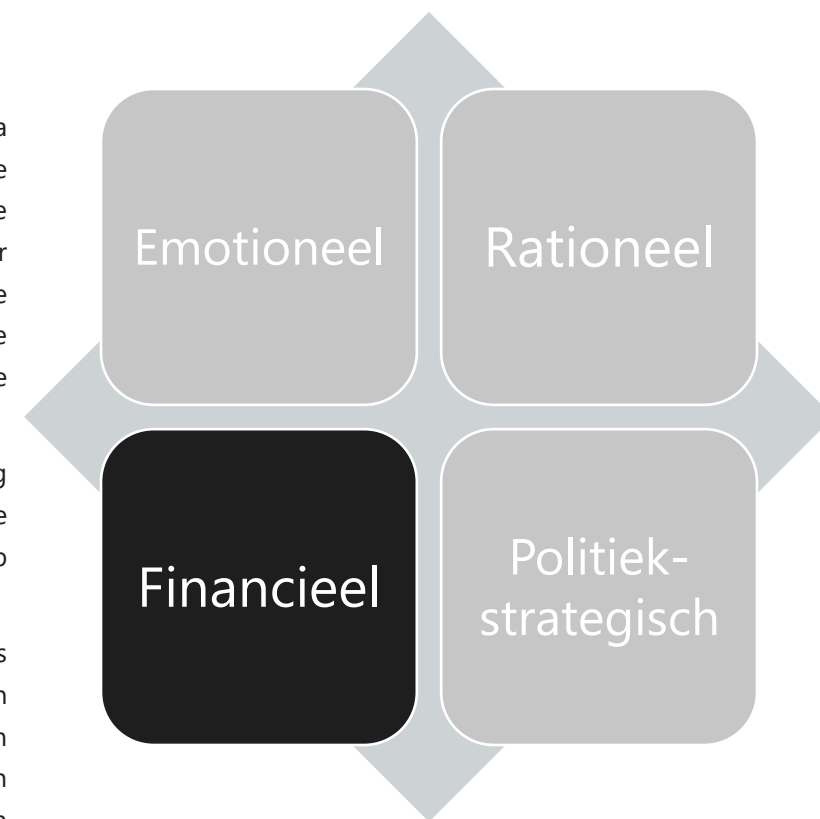 a
e
e
r
e
e
e
g
e
o
s
n
n
n
Emotioneel
Rationeel
Financieel
Politiek-
strategisch